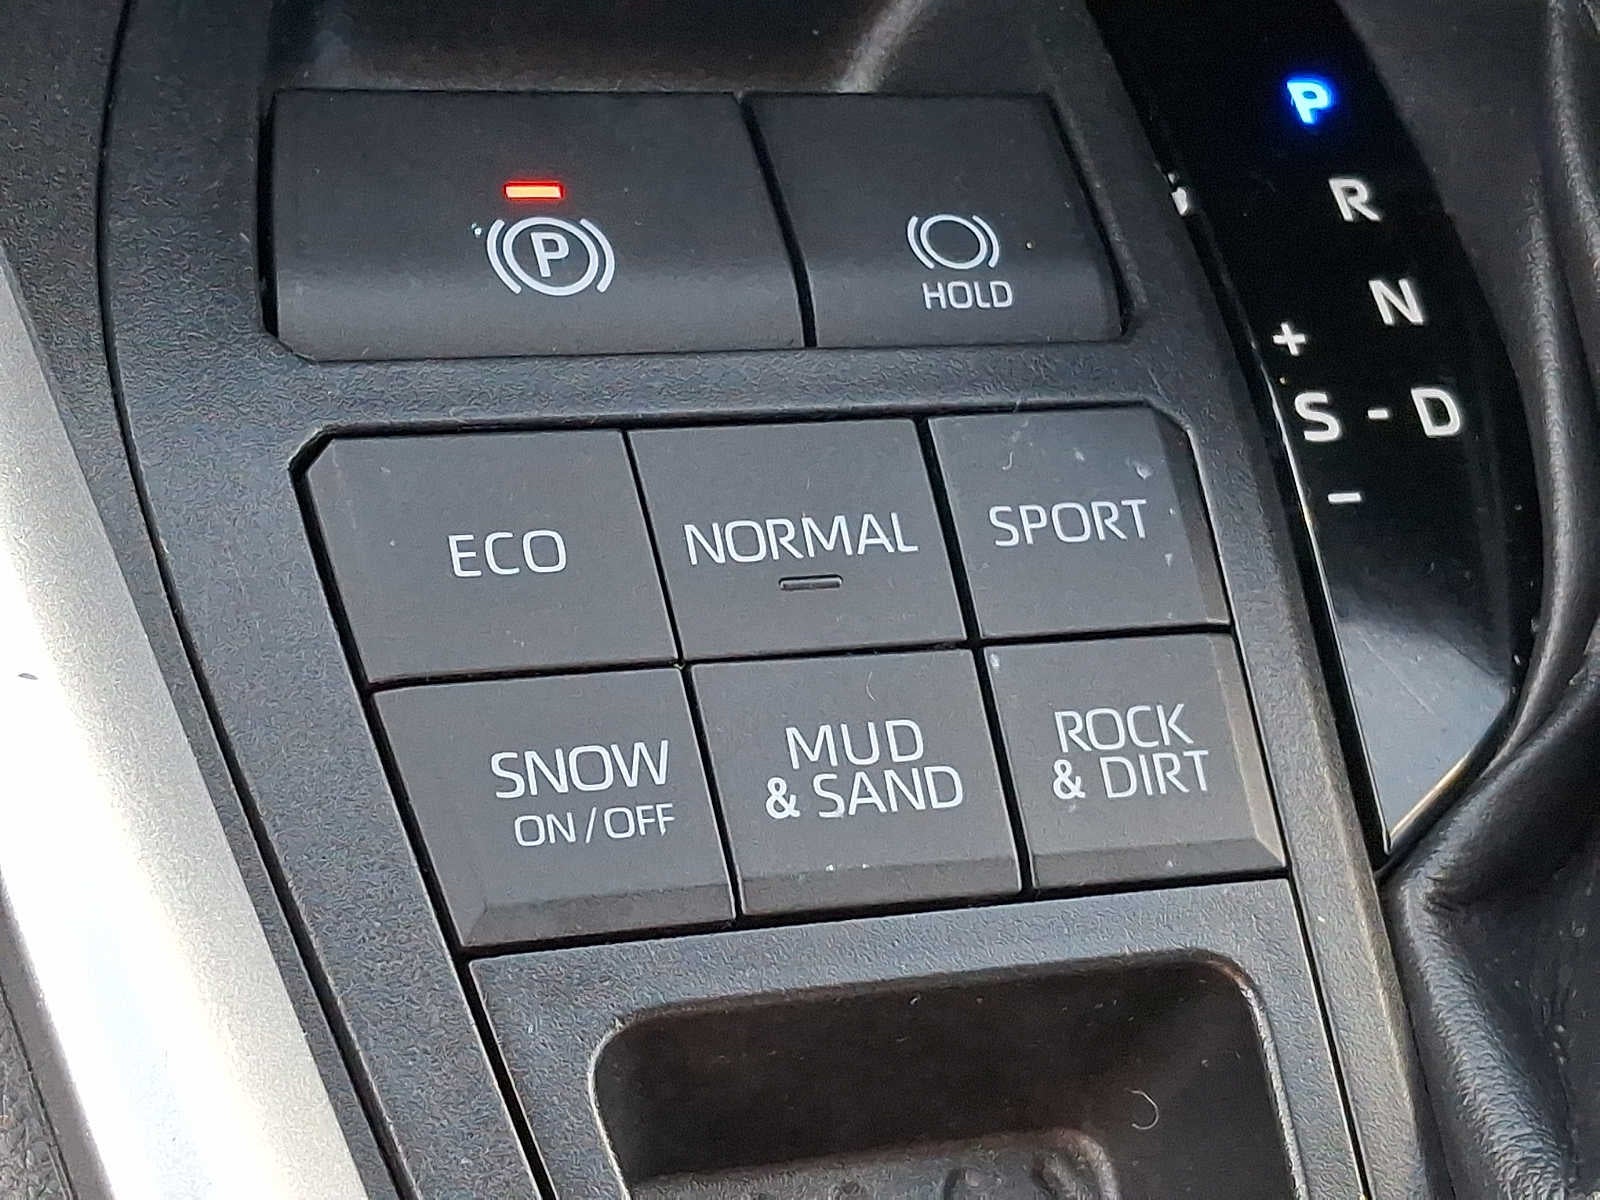 P
P
HOLD
R
N
+
S - D
-
ECO
NORMAL
SPORT
SNOW
ON/OFF
MUD
& SAND
ROCK
& DIRT